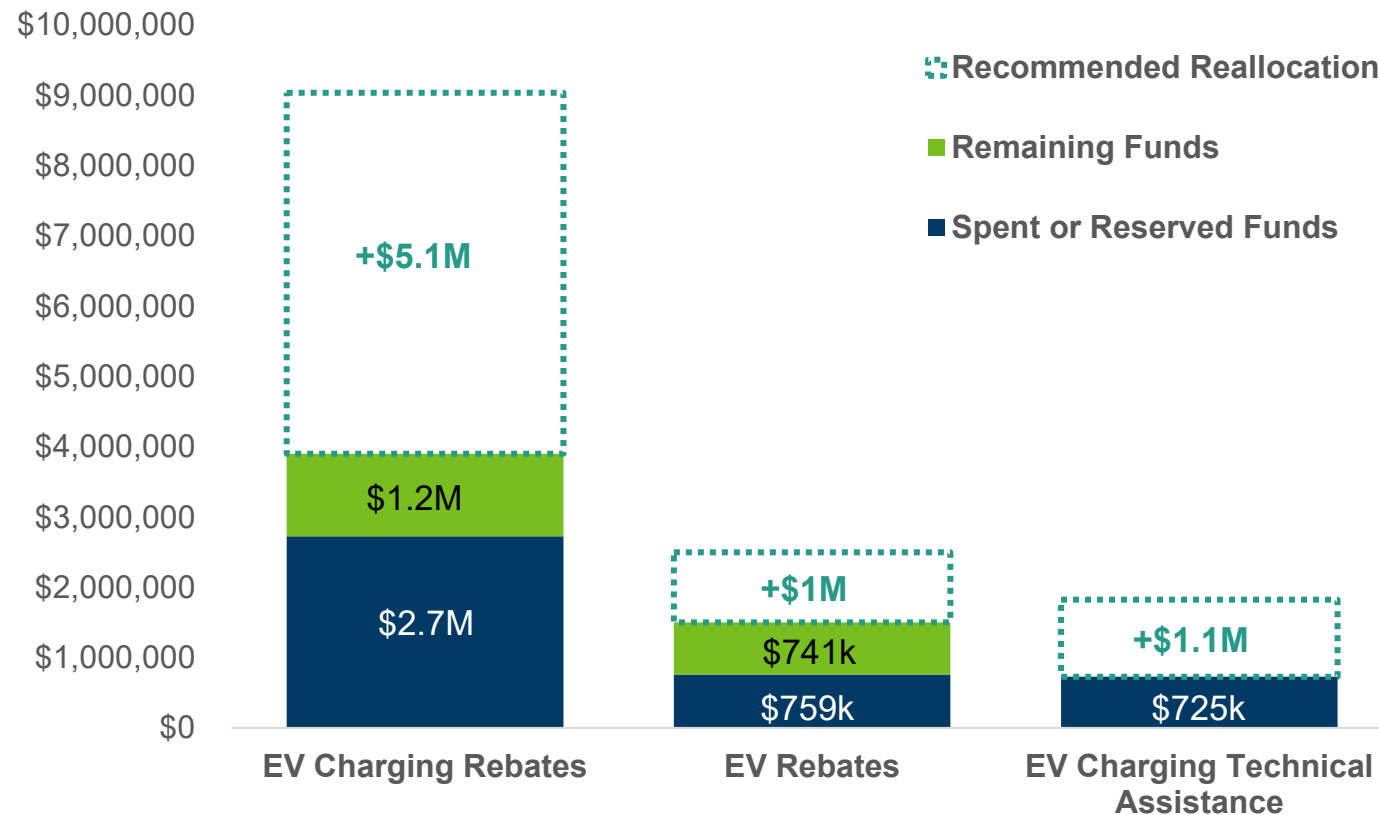 $10,000,000
$9,000,000
$8,000,000
$7,000,000
$6,000,000
$5,000,000
$4,000,000
$3,000,000
$2,000,000
$1,000,000
$0
Recommended Reallocation
Remaining Funds
Spent or Reserved Funds
+$5.1M
$1.2M
$2.7M
+$1M
$741k
$759k
+$1.1M
$725k
EV Charging Rebates
EV Rebates
EV Charging Technical
Assistance